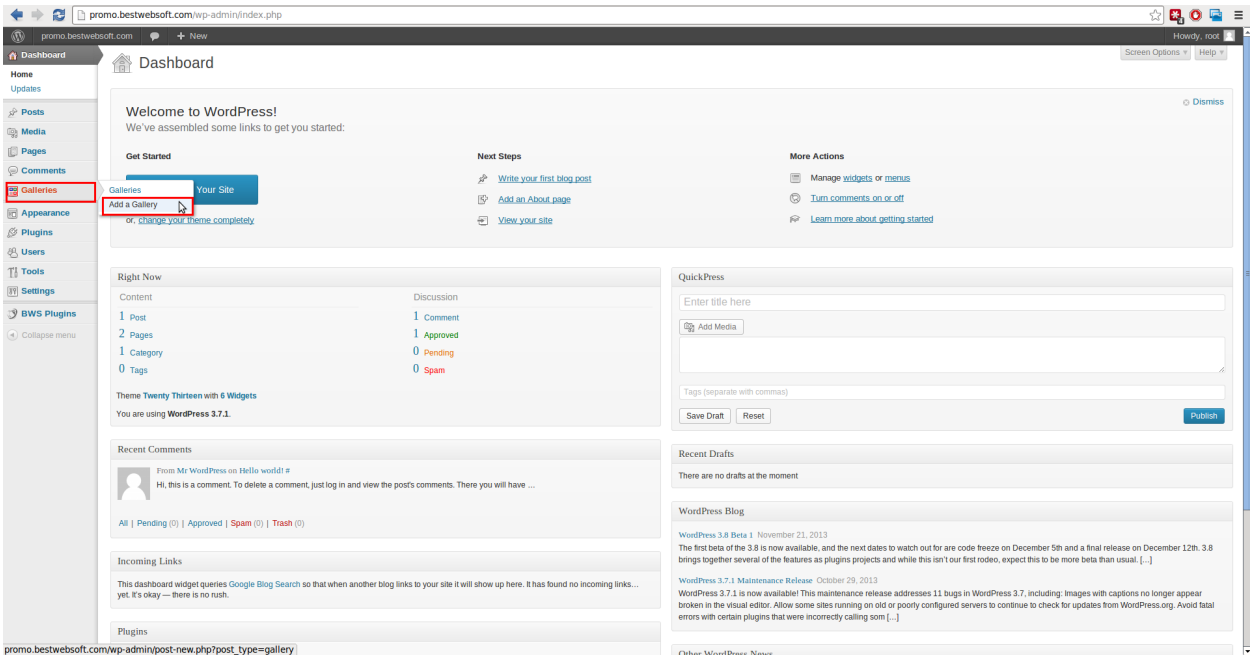 promo.bestwebsoft.com/wp-admin/index.php
promo.bestwebsoft.com + New Howdy, root
Dashboard
Home
Updates
Posts
Media
Pages
Comments
Galleries
Appearance
Plugins
Users
Tools
Settings
BWS Plugins
Collapse menu
Galleries
Add a Gallery
Screen Options Help
Dashboard
Dismiss
Welcome to WordPress!
We've assembled some links to get you started:
Get Started
Your Site
or, change your theme completely
Next Steps
Write your first blog post
Add an About page
View your site
More Actions
Manage widgets or menus
Turn comments on or off
Learn more about getting started
Right Now
Content
1 Post
2 Pages
1 Category
0 Tags
Discussion
1 Comment
1 Approved
0 Pending
0 Spam
Theme Twenty Thirteen with 6 Widgets
You are using WordPress 3.7.1.
Recent Comments
From Mr WordPress on Hello world! #
Hi, this is a comment. To delete a comment, just log in and view the post's comments. There you will have …
All | Pending (0) | Approved | Spam (0) | Trash (0)
Incoming Links
This dashboard widget queries Google Blog Search so that when another blog links to your site it will show up here. It has found no incoming links…
yet. It's okay — there is no rush.
Plugins
QuickPress
Enter title here
Add Media
Tags (separate with commas)
Save Draft Reset Publish
Recent Drafts
There are no drafts at the moment
WordPress Blog
WordPress 3.8 Beta 1 November 21, 2013
The first beta of the 3.8 is now available, and the next dates to watch out for are code freeze on December 5th and a final release on December 12th. 3.8
brings together several of the features as plugins projects and while this isn't our first rodeo, expect this to be more beta than usual. […]
WordPress 3.7.1 Maintenance Release October 29, 2013
WordPress 3.7.1 is now available! This maintenance release addresses 11 bugs in WordPress 3.7, including: Images with captions no longer appear
broken in the visual editor. Allow some sites running on old or poorly configured servers to continue to check for updates from WordPress.org. Avoid fatal
errors with certain plugins that were incorrectly calling som […]
Other WordPress News
promo.bestwebsoft.com/wp-admin/post-new.php?post_type=gallery